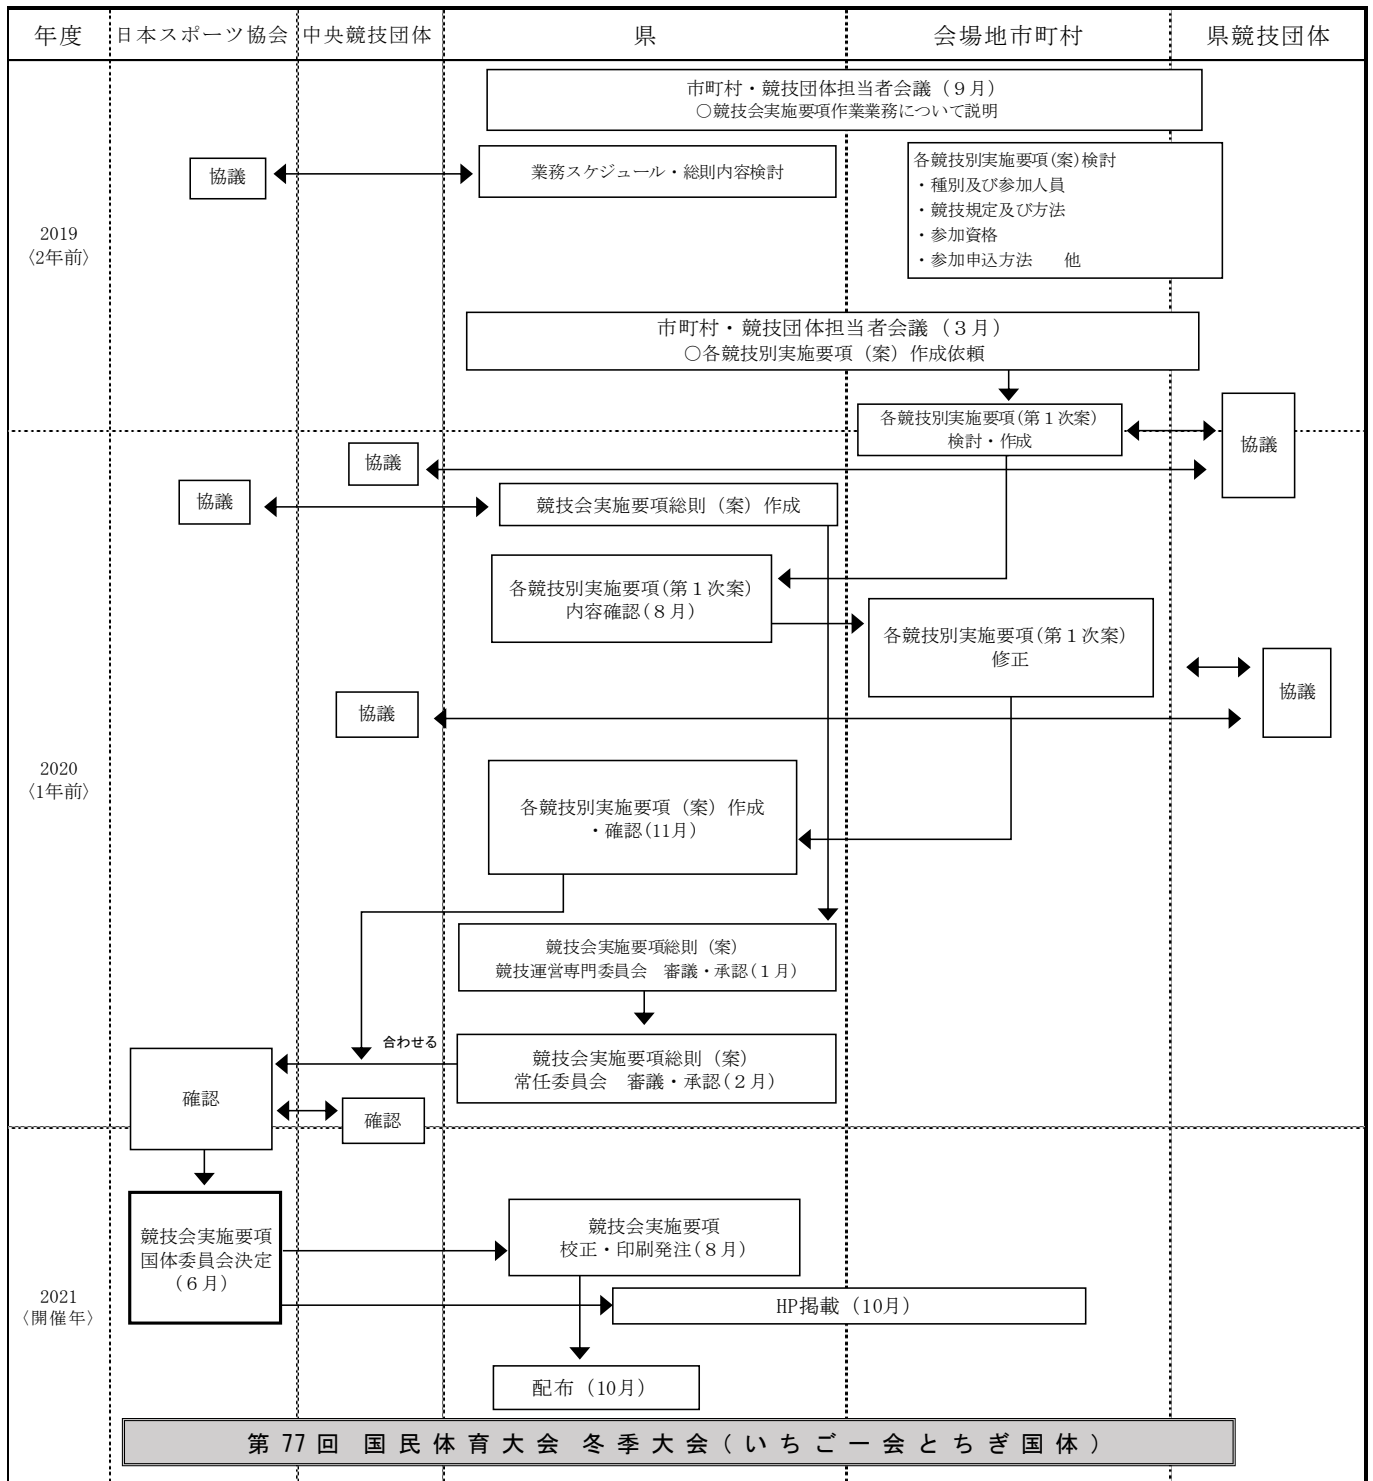 年度
日本スポーツ協会
中央競技団体
県
会場地市町村
県競技団体
市町村・競技団体担当者会議（９月）
○競技会実施要項作業業務について説明
協議
業務スケジュール・総則内容検討
各競技別実施要項(案)検討
・種別及び参加人員
・競技規定及び方法
・参加資格
・参加申込方法　他
2019
〈2年前〉
市町村・競技団体担当者会議（３月）
○各競技別実施要項（案）作成依頼
各競技別実施要項(第１次案)
検討・作成
協議
協議
協議
競技会実施要項総則（案）作成
各競技別実施要項(第１次案)
内容確認(８月)
各競技別実施要項(第１次案)
修正
協議
協議
2020
〈1年前〉
各競技別実施要項（案）作成
・確認(11月)
競技会実施要項総則（案）
競技運営専門委員会　審議・承認(１月)
合わせる
競技会実施要項総則（案）
常任委員会　審議・承認(２月)
確認
確認
競技会実施要項
国体委員会決定
(６月)
競技会実施要項
校正・印刷発注(８月)
2021
〈開催年〉
HP掲載（10月）
配布（10月）
第77回　国民体育大会 冬季大会(いちご一会とちぎ国体)